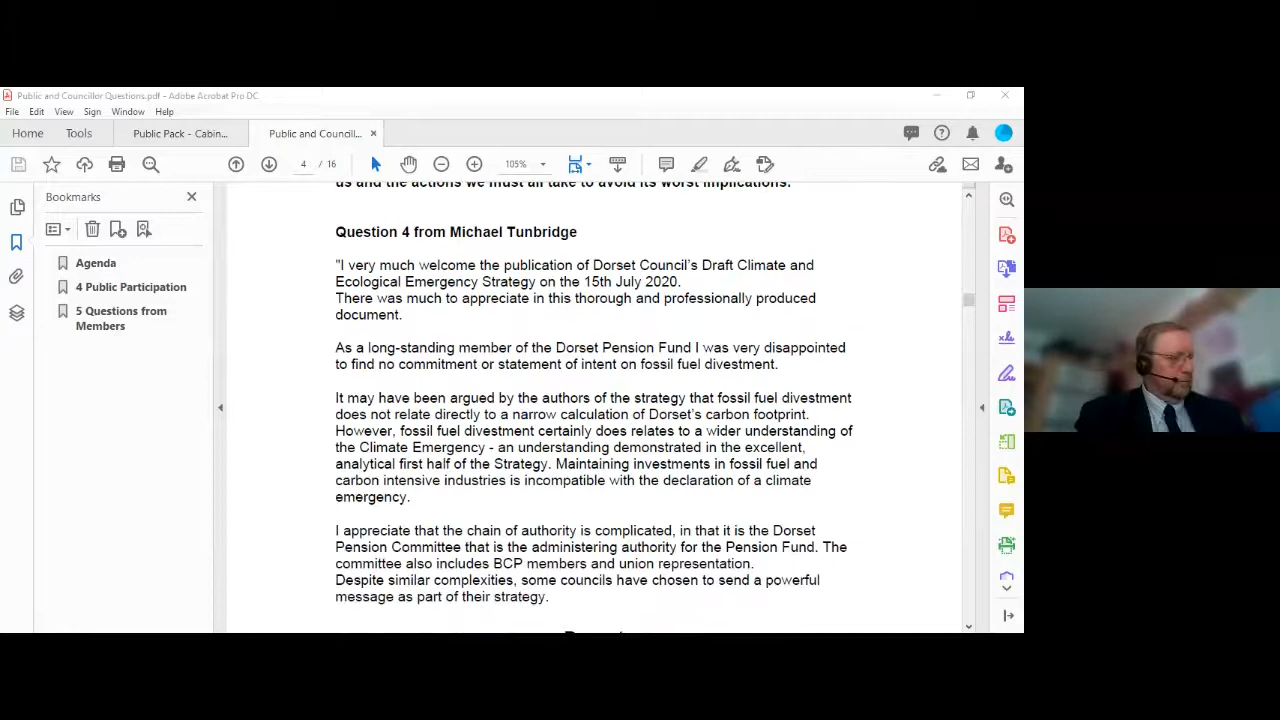 Public and Councillor Questions.pdf - Adobe Acrobat Pro DC
File Edit View Sign Window Help
Home Tools Public Pack - Cabin... Public and Councill... ×
4 / 16 105%
Bookmarks
Agenda
4 Public Participation
5 Questions from
Members
us and the actions we must all take to avoid its worst implications.
Question 4 from Michael Tunbridge
"I very much welcome the publication of Dorset Council's Draft Climate and
Ecological Emergency Strategy on the 15th July 2020.
There was much to appreciate in this thorough and professionally produced
document.
As a long-standing member of the Dorset Pension Fund I was very disappointed
to find no commitment or statement of intent on fossil fuel divestment.
It may have been argued by the authors of the strategy that fossil fuel divestment
does not relate directly to a narrow calculation of Dorset's carbon footprint.
However, fossil fuel divestment certainly does relates to a wider understanding of
the Climate Emergency - an understanding demonstrated in the excellent,
analytical first half of the Strategy. Maintaining investments in fossil fuel and
carbon intensive industries is incompatible with the declaration of a climate
emergency.
I appreciate that the chain of authority is complicated, in that it is the Dorset
Pension Committee that is the administering authority for the Pension Fund. The
committee also includes BCP members and union representation.
Despite similar complexities, some councils have chosen to send a powerful
message as part of their strategy.